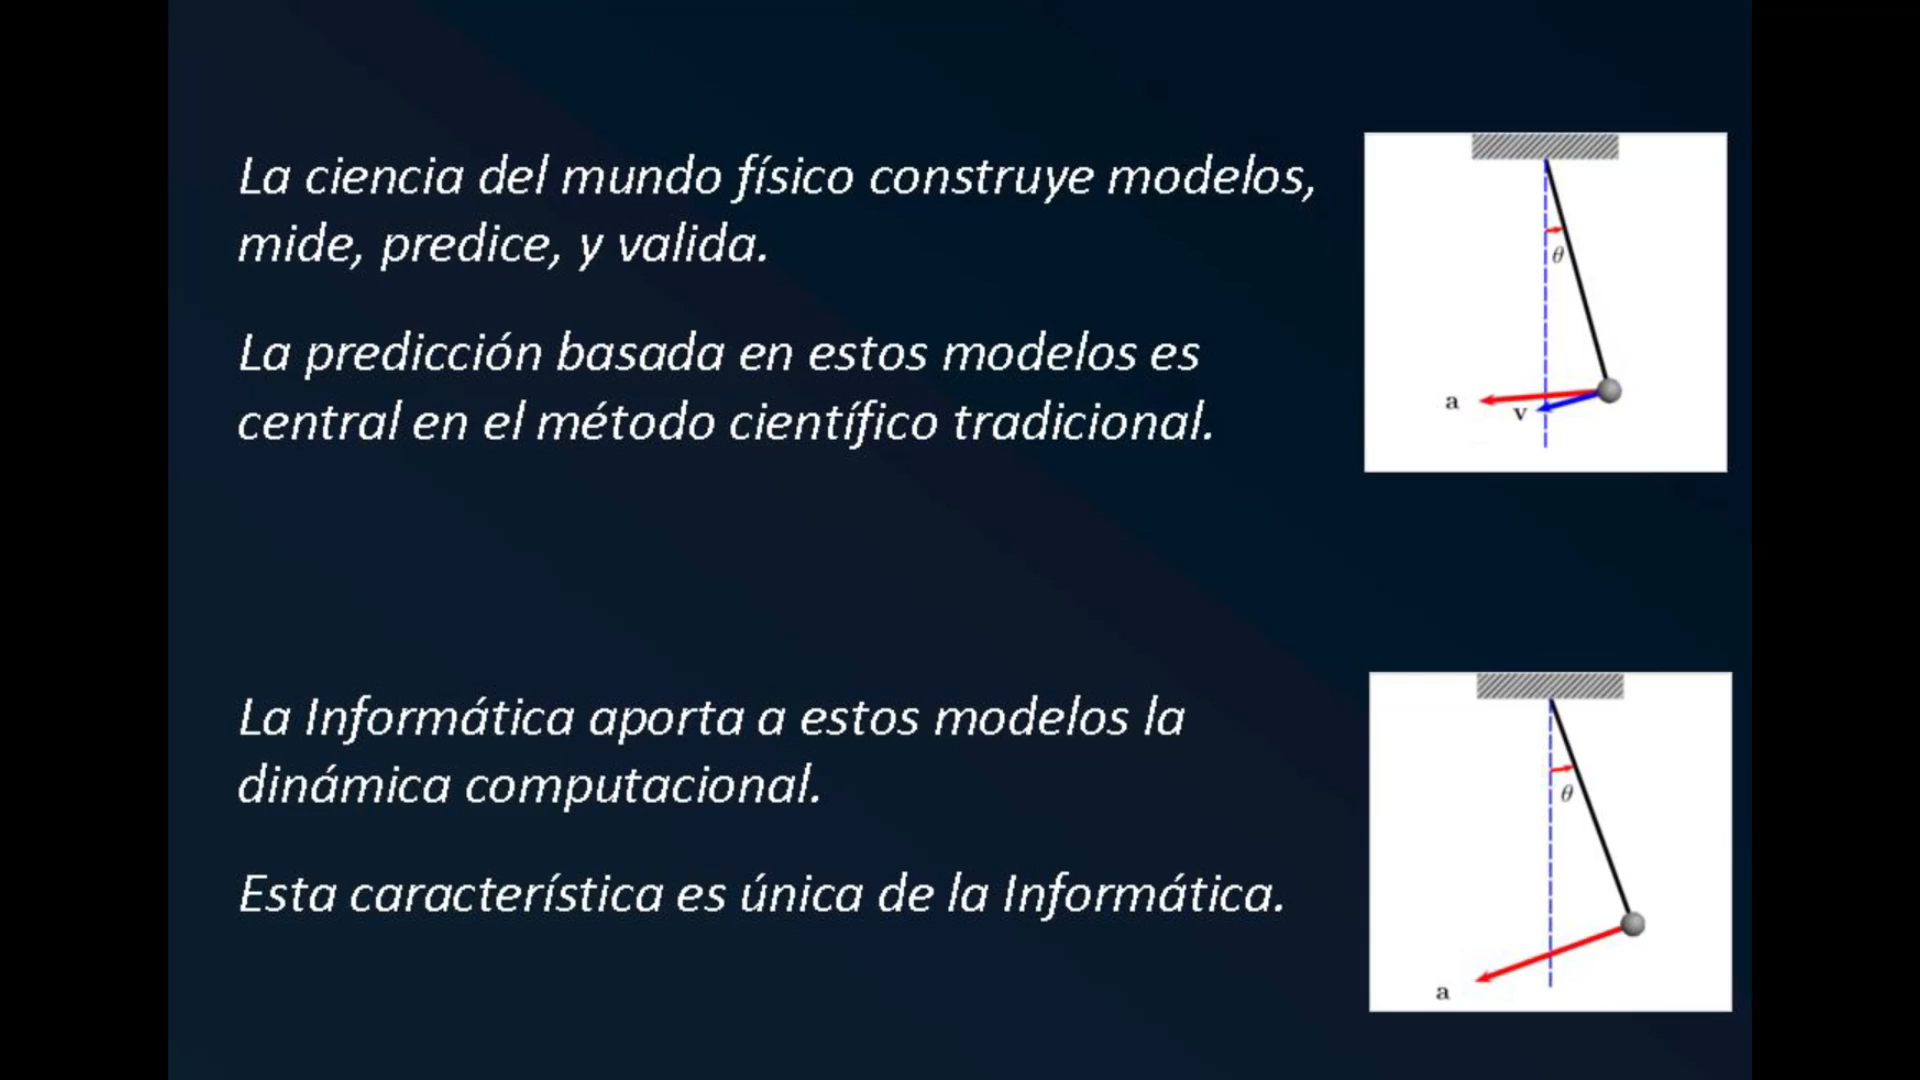 La ciencia del mundo físico construye modelos,
mide, predice, y valida.
La predicción basada en estos modelos es
central en el método científico tradicional.
θ
a
v
La Informática aporta a estos modelos la
dinámica computacional.
Esta característica es única de la Informática.
θ
a